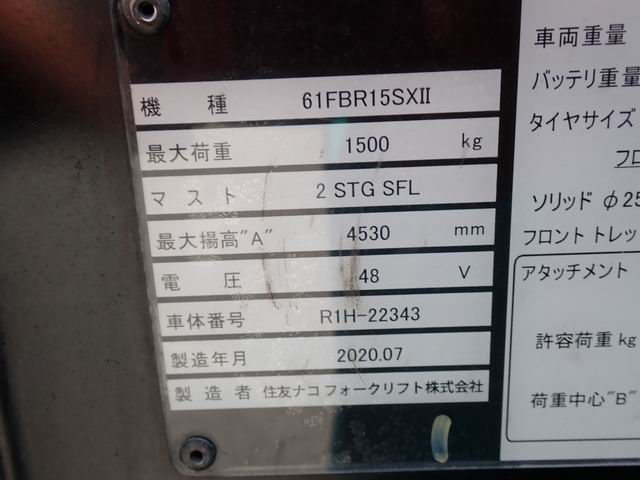 機種 61FBR15SXII
最大荷重 1500 kg
マスト 2 STG SFL
最大揚高"A" 4530 mm
電圧 48 V
車体番号 R1H-22343
製造年月 2020.07
製造者 住友ナコ フォークリフト株式会社
車両重量
バッテリ重量
タイヤサイズ
ソリッド φ25
フロント トレッ
アタッチメント
許容荷重 kg
荷重中心"B"